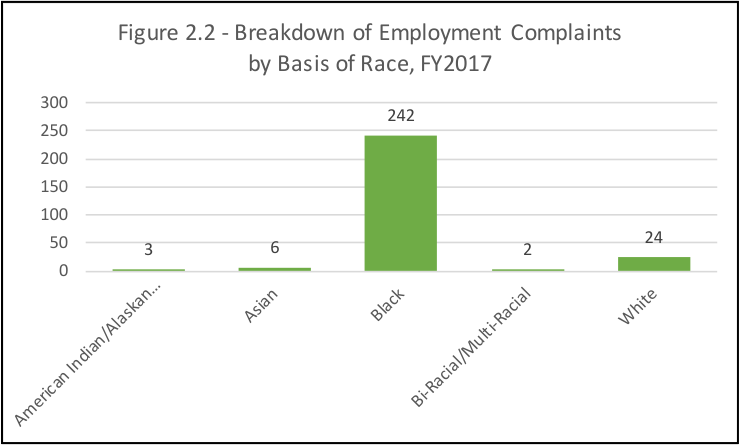 Figure 2.2 - Breakdown of Employment Complaints
by Basis of Race, FY2017
300
250
200
150
100
50
0
3
6
242
2
24
American Indian/Alaskan...
Asian
Black
Bi-Racial/Multi-Racial
White